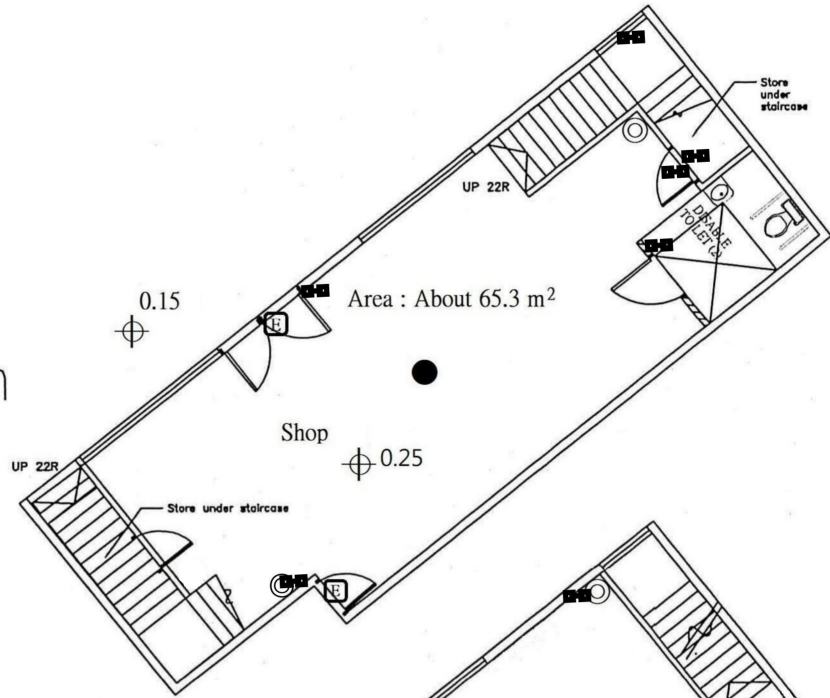 Store
under
staircase
UP 22R
DISABLE
TOILET (2)
0.15
Area : About 65.3 m²
E
Shop
0.25
UP 22R
Store under staircase
E